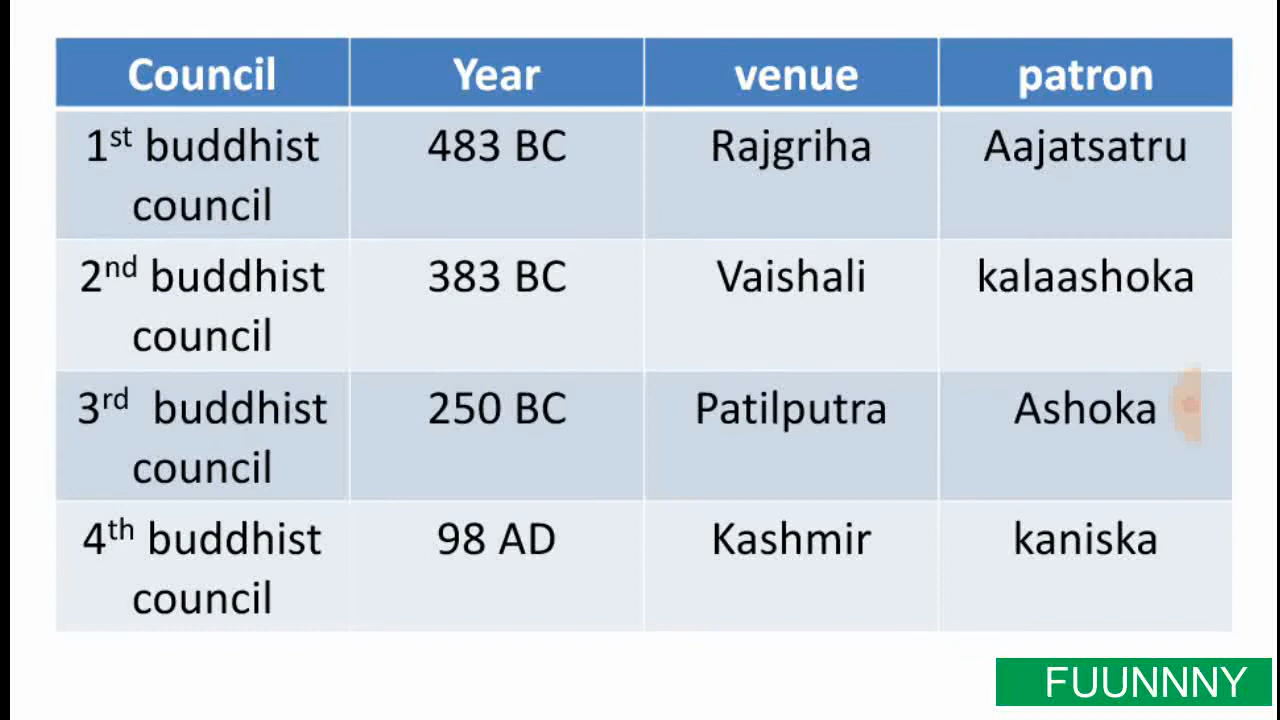 Council Year venue patron
1st buddhist council 483 BC Rajgriha Aajatsatru
2nd buddhist council 383 BC Vaishali kalaashoka
3rd buddhist council 250 BC Patilputra Ashoka
4th buddhist council 98 AD Kashmir kaniska
FUUNNNY